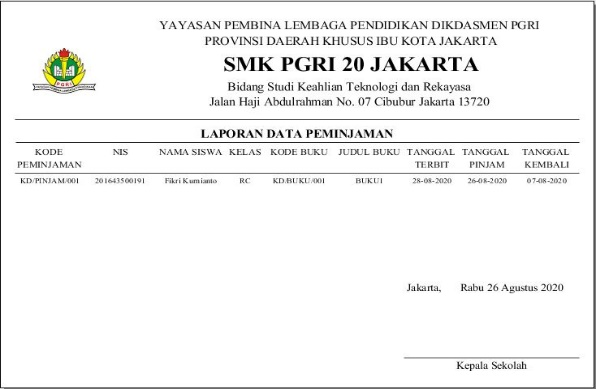 YAYASAN PEMBINA LEMBAGA PENDIDIKAN DIKDASMEN PGRI
PROVINSI DAERAH KHUSUS IBU KOTA JAKARTA
SMK PGRI 20 JAKARTA
Bidang Studi Keahlian Teknologi dan Rekayasa
Jalan Haji Abdulrahman No. 07 Cibubur Jakarta 13720
PGRI
LAPORAN DATA PEMINJAMAN
KODE NIS NAMA SISWA KELAS KODE BUKU JUDUL BUKU TANGGAL TANGGAL TANGGAL
PEMINJAMAN TERBIT PINJAM KEMBALI
KD/PINJAM/001 201643500191 Fikri Kurnianto RC KD/BUKU/001 BUKU1 28-08-2020 26-08-2020 07-08-2020
Jakarta, Rabu 26 Agustus 2020
Kepala Sekolah